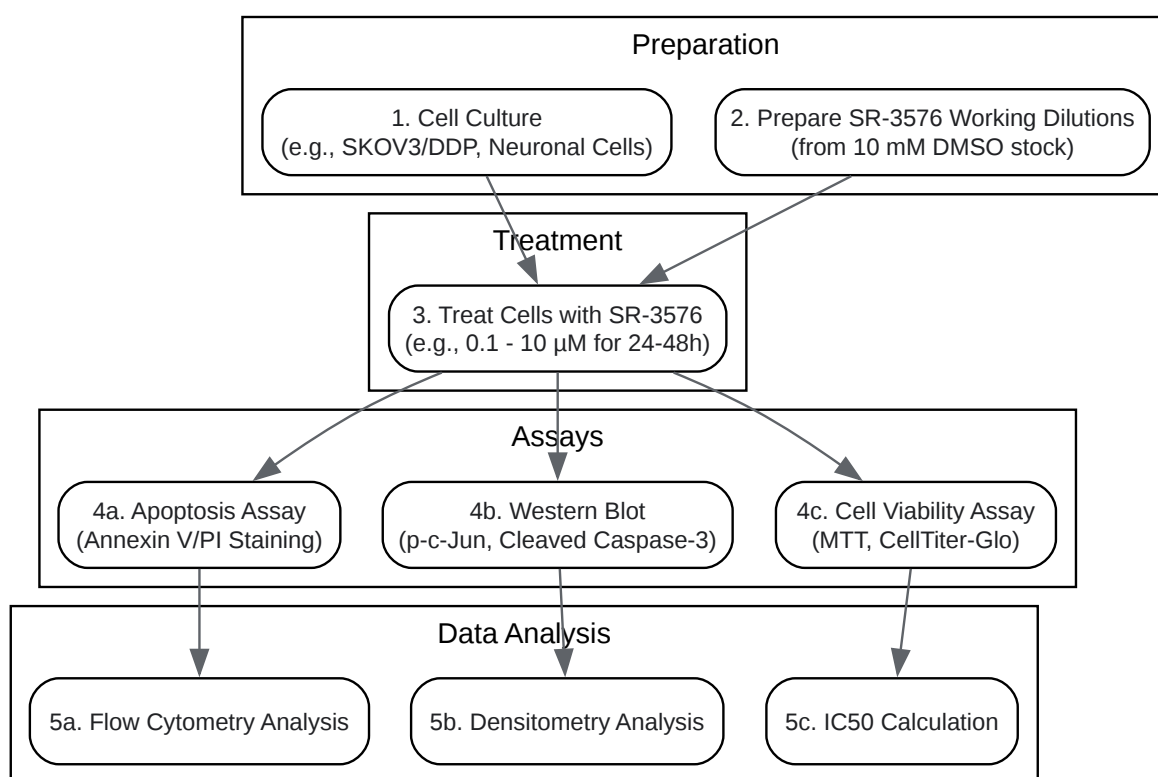 Preparation
1. Cell Culture
(e.g., SKOV3/DDP, Neuronal Cells)
2. Prepare SR-3576 Working Dilutions
(from 10 mM DMSO stock)
Treatment
3. Treat Cells with SR-3576
(e.g., 0.1 - 10 µM for 24-48h)
Assays
4a. Apoptosis Assay
(Annexin V/PI Staining)
4b. Western Blot
(p-c-Jun, Cleaved Caspase-3)
4c. Cell Viability Assay
(MTT, CellTiter-Glo)
Data Analysis
5a. Flow Cytometry Analysis
5b. Densitometry Analysis
5c. IC50 Calculation